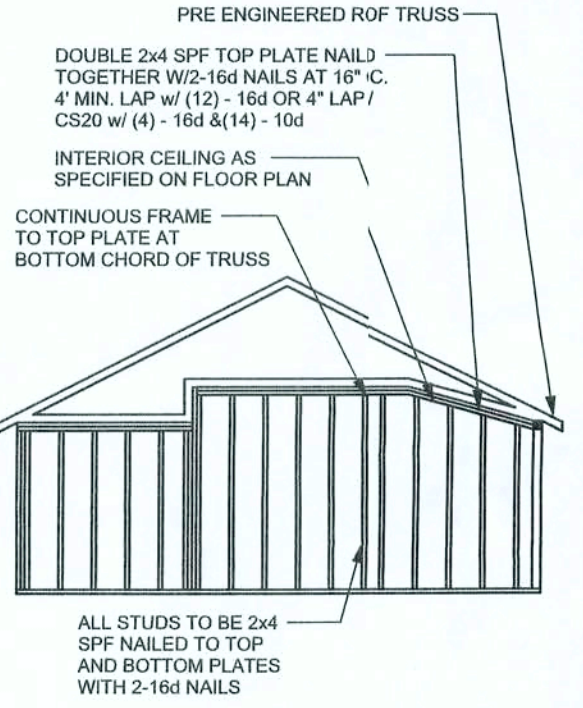 PRE ENGINEERED ROF TRUSS
DOUBLE 2x4 SPF TOP PLATE NAILD
TOGETHER W/2-16d NAILS AT 16" C.
4' MIN. LAP w/ (12) - 16d OR 4" LAP /
CS20 w/ (4) - 16d &(14) - 10d
INTERIOR CEILING AS
SPECIFIED ON FLOOR PLAN
CONTINUOUS FRAME
TO TOP PLATE AT
BOTTOM CHORD OF TRUSS
ALL STUDS TO BE 2x4
SPF NAILED TO TOP
AND BOTTOM PLATES
WITH 2-16d NAILS